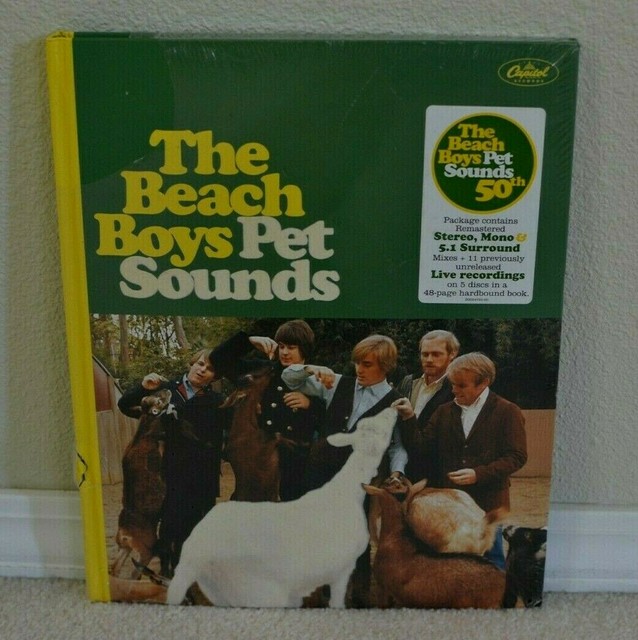 The
Beach
Boys Pet
Sounds
Capitol
RECORDS
The
Beach
Boys Pet
Sounds
50th
Package contains
Remastered
Stereo, Mono &
5.1 Surround
Mixes + 11 previously
unreleased
Live recordings
on 5 discs in a
48-page hardbound book.